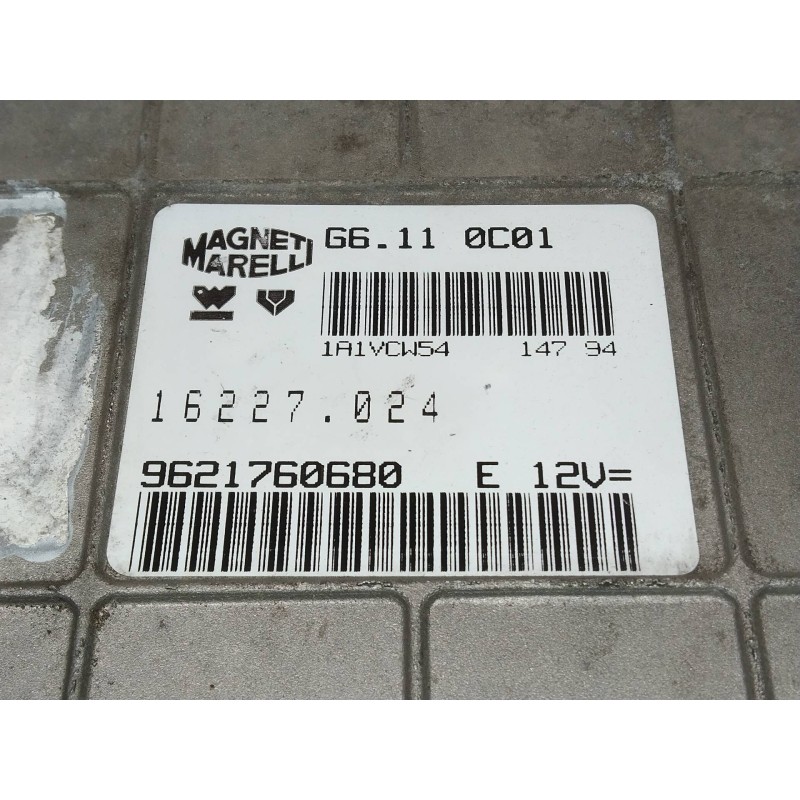 MAGNETI
MARELLI
G6.11 0C01
1A1VCW54 147 94
16227.024
9621760680 E 12V=